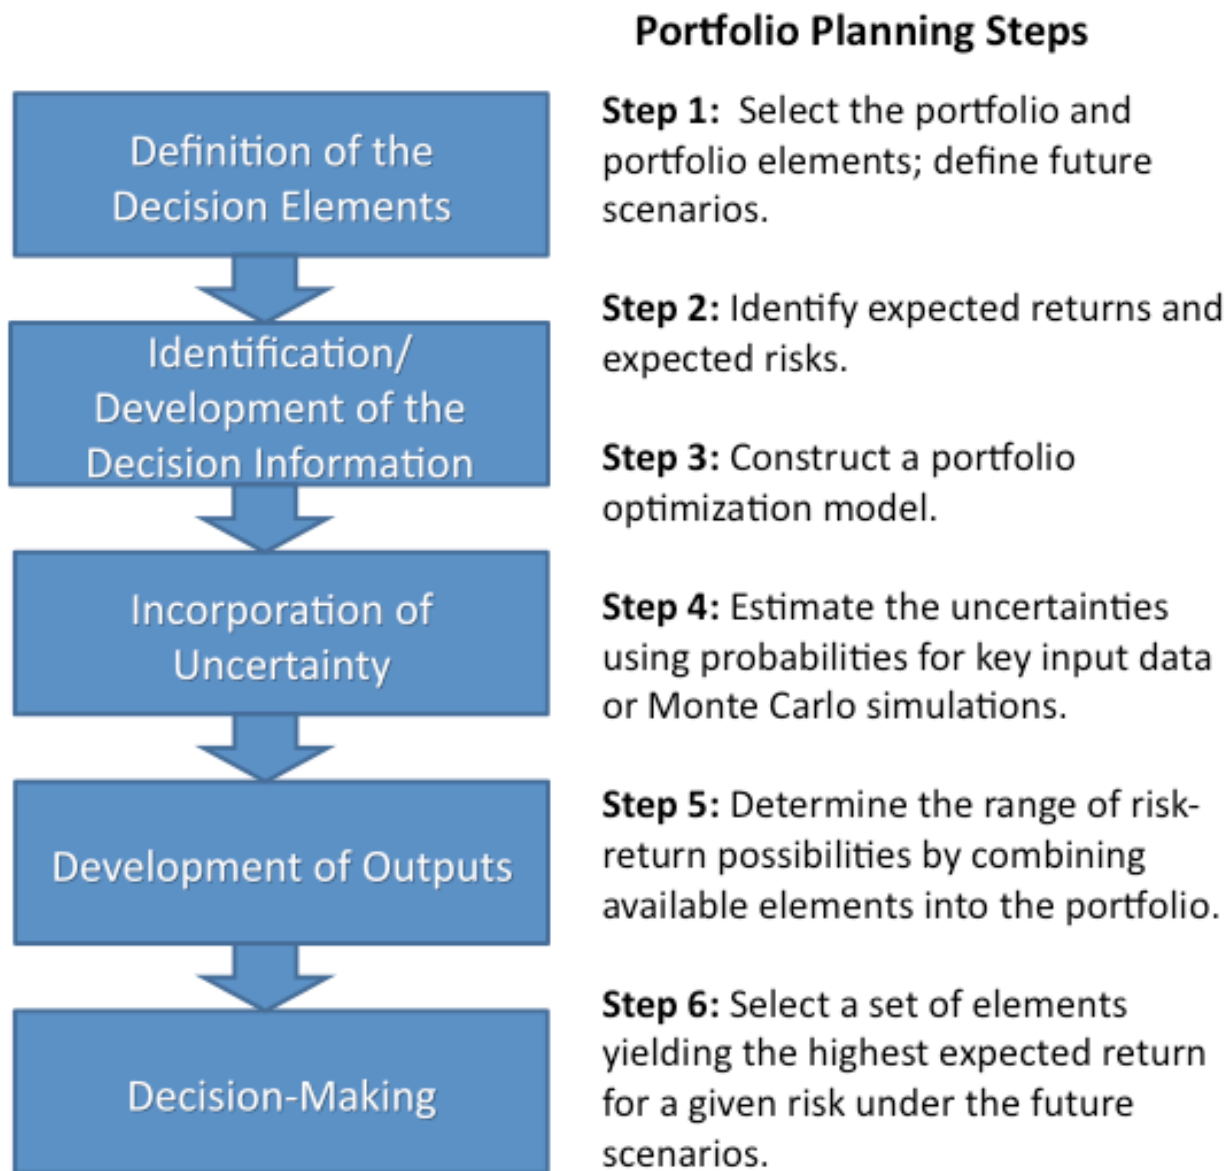 Portfolio Planning Steps
Definition of the
Decision Elements
Step 1: Select the portfolio and
portfolio elements; define future
scenarios.
Identification/
Development of the
Decision Information
Step 2: Identify expected returns and
expected risks.
Step 3: Construct a portfolio
optimization model.
Incorporation of
Uncertainty
Step 4: Estimate the uncertainties
using probabilities for key input data
or Monte Carlo simulations.
Development of Outputs
Step 5: Determine the range of risk-
return possibilities by combining
available elements into the portfolio.
Decision-Making
Step 6: Select a set of elements
yielding the highest expected return
for a given risk under the future
scenarios.